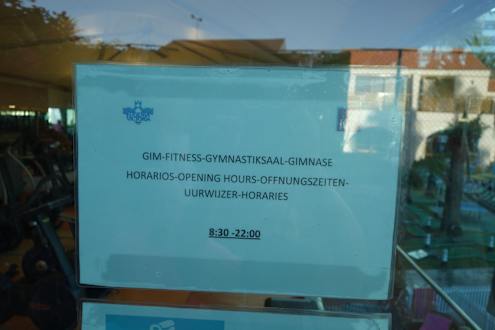 GIM-FITNESS-GYMNASTIKSAAL-GIMNASE
HORARIOS-OPENING HOURS-OFFNUNGSZEITEN-
UURWIJZER-HORARIES
8:30 -22:00